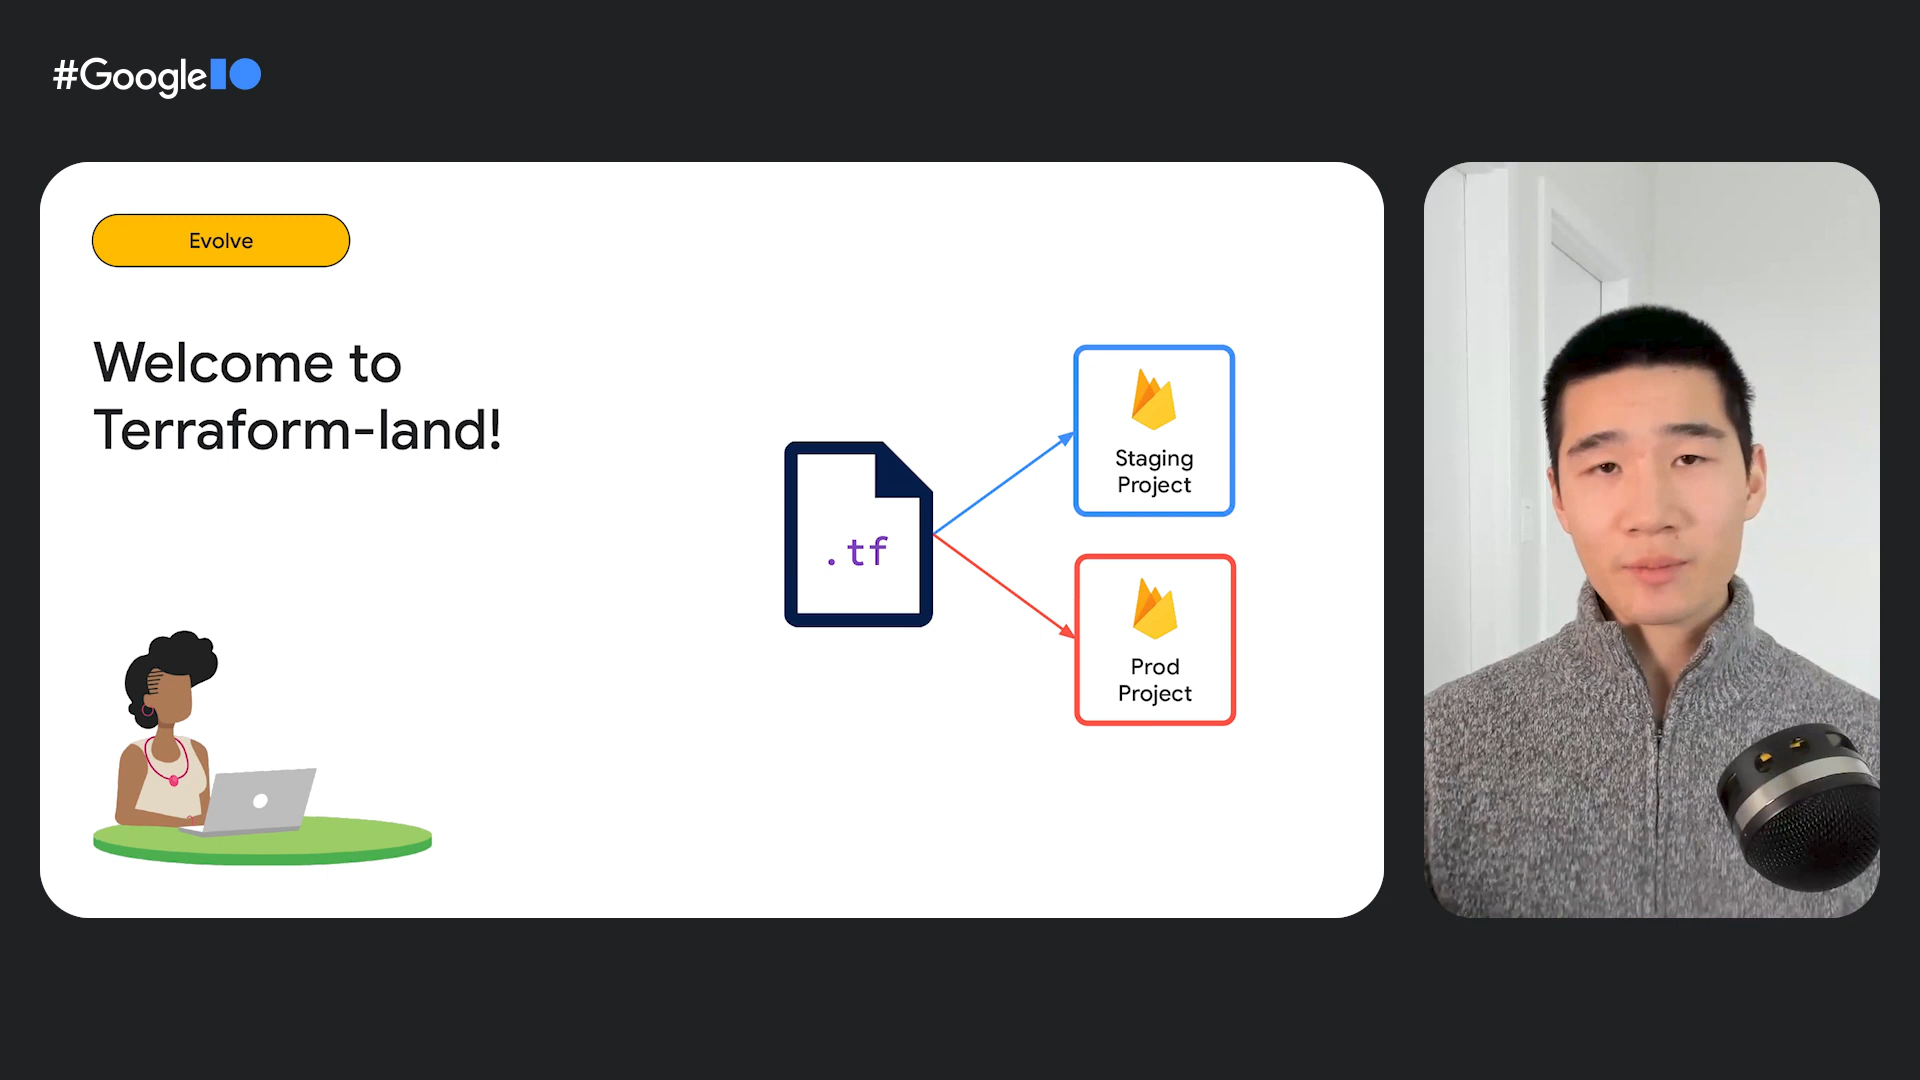 #GoogleIO
Evolve
Welcome to
Terraform-land!
.tf
Staging
Project
Prod
Project